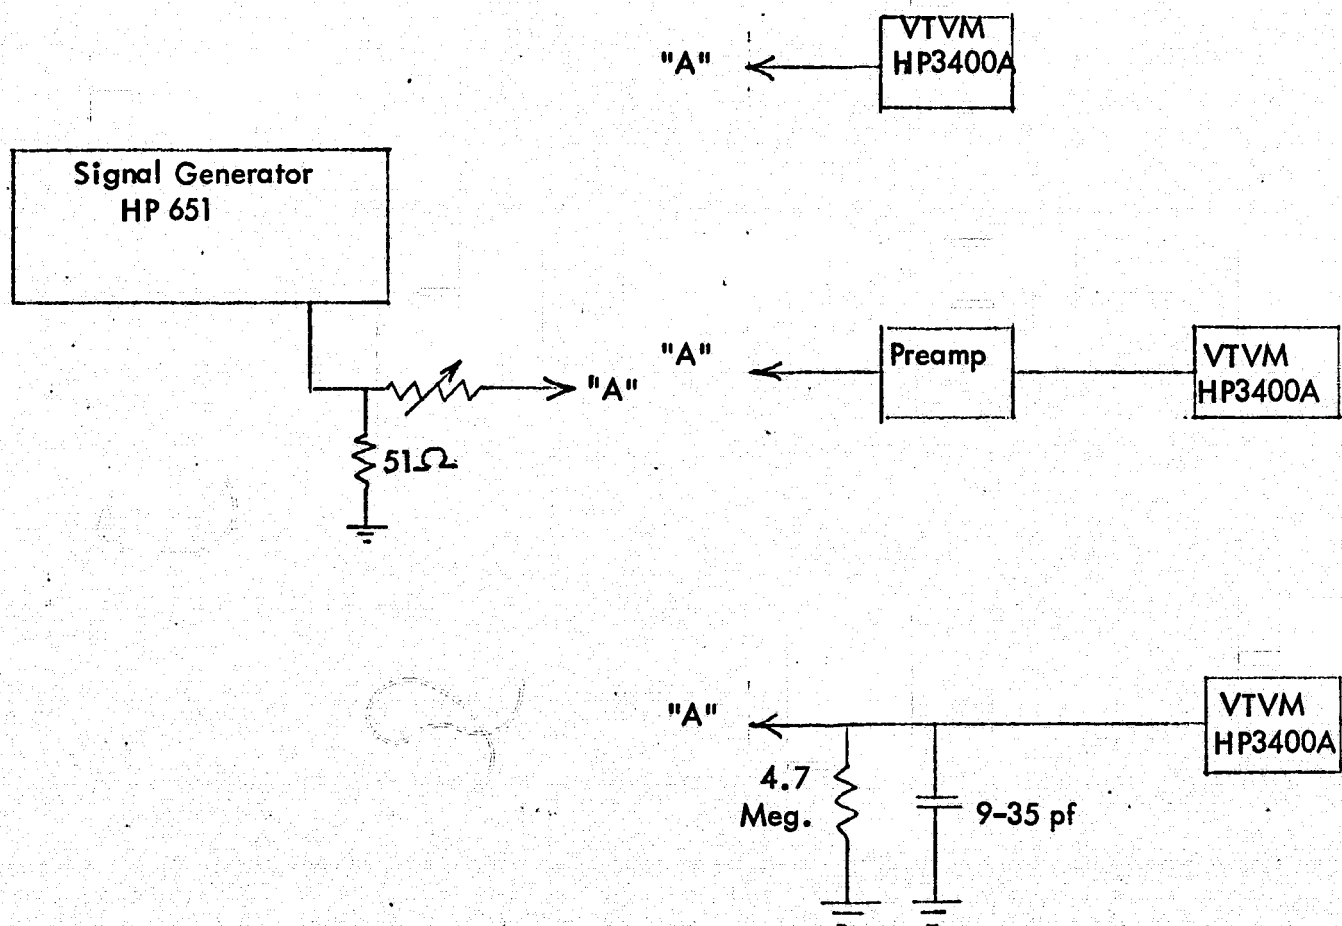 VTVM
HP3400A
"A"
Signal Generator
HP 651
"A"
51Ω
"A"
Preamp
VTVM
HP3400A
"A"
4.7
Meg.
9-35 pf
VTVM
HP3400A